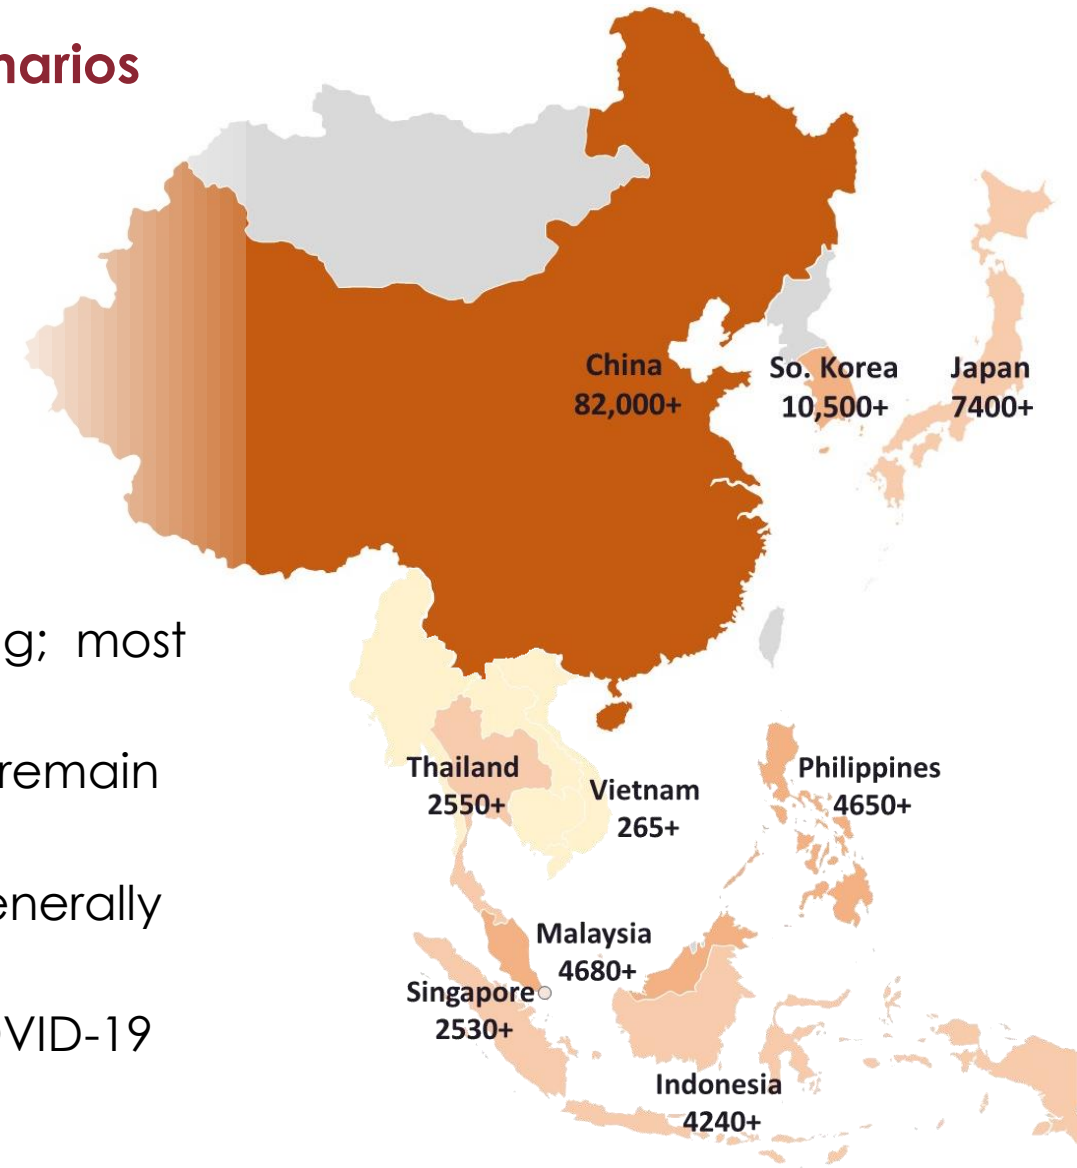 narios
China
82,000+
So. Korea
10,500+
Japan
7400+
g; most
remain
enerally
OVID-19
Thailand
2550+
Vietnam
265+
Philippines
4650+
Malaysia
4680+
Singapore
2530+
Indonesia
4240+